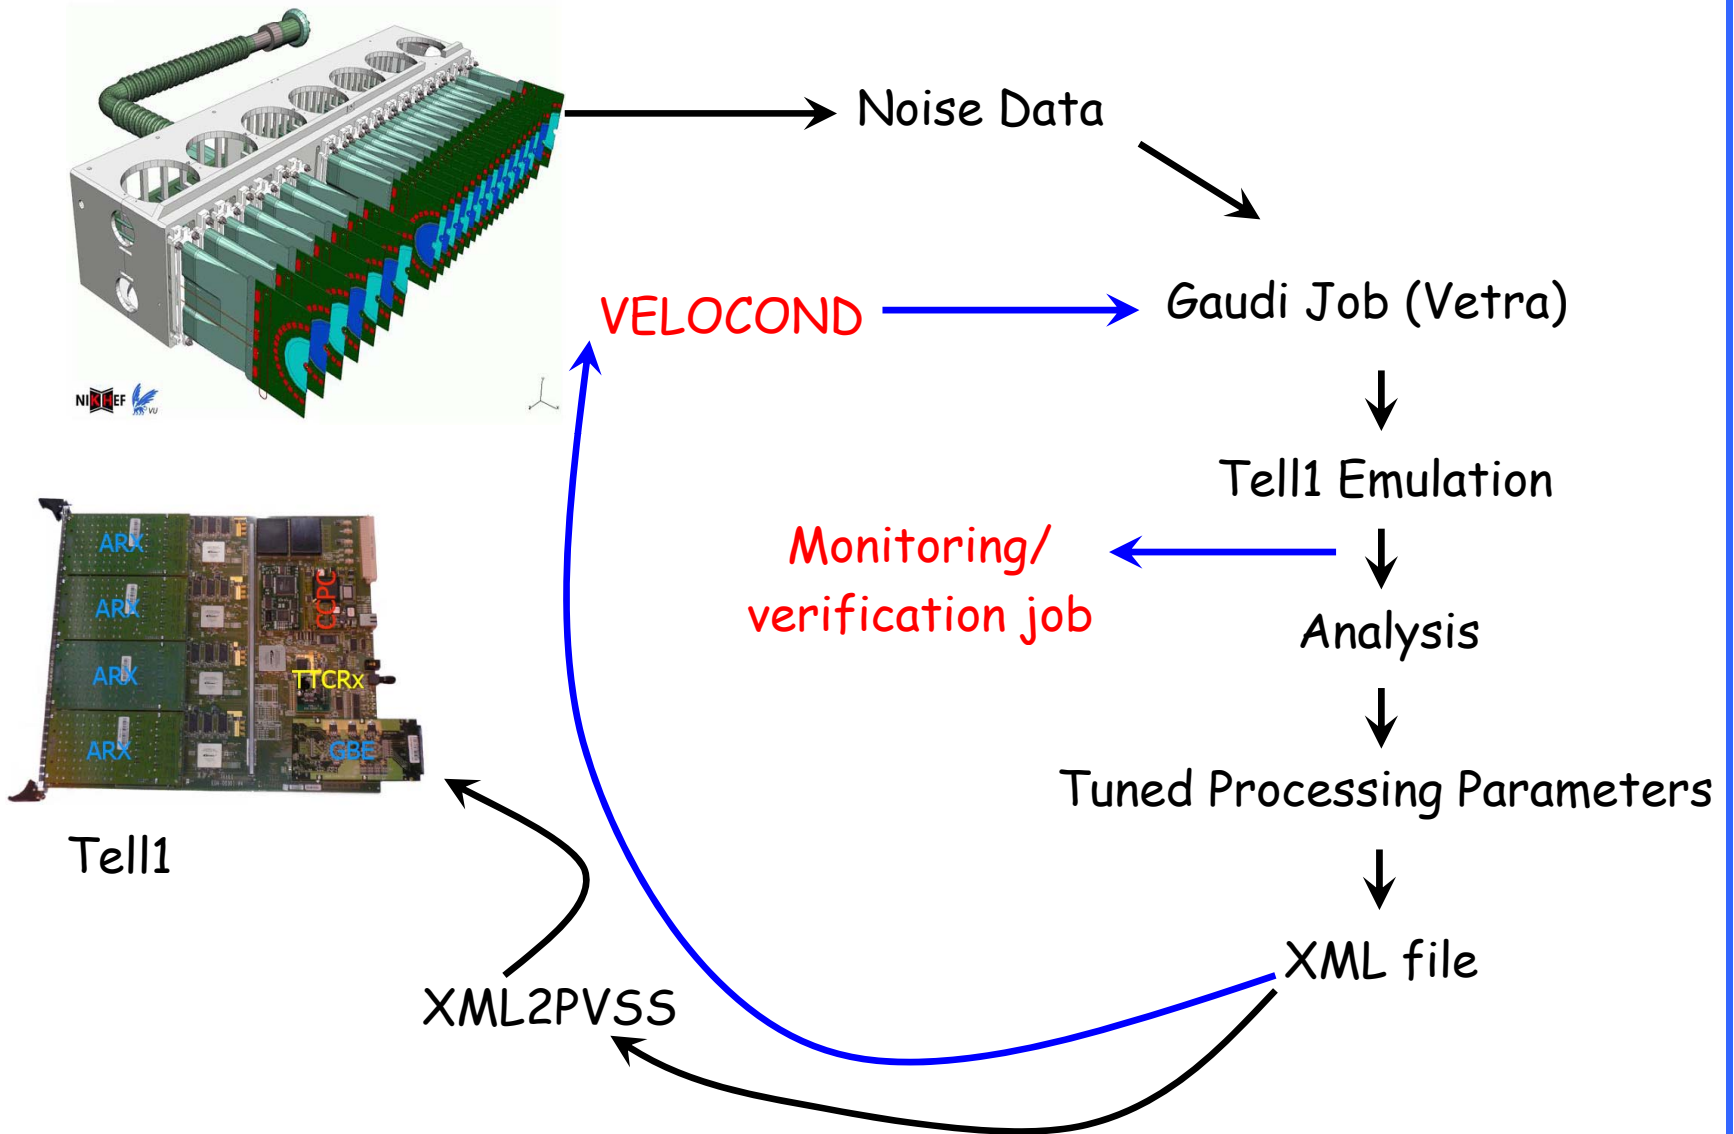 Noise Data
VELOCOND
Gaudi Job (Vetra)
NIKHEF
VU
Tell1 Emulation
Monitoring/
verification job
ARX
ARX
ARX
ARX
CCPC
TTCRx
GBE
Analysis
Tuned Processing Parameters
Tell1
XML file
XML2PVSS